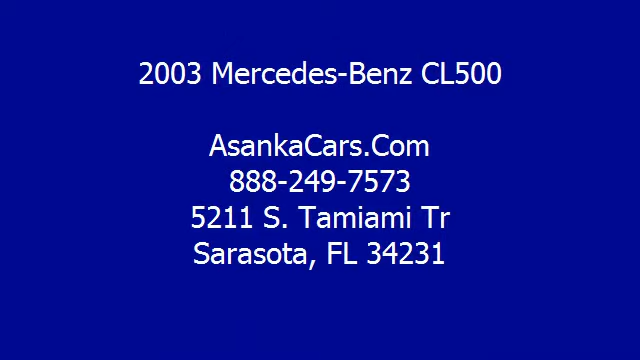 2003 Mercedes-Benz CL500
AsankaCars.Com
888-249-7573
5211 S. Tamiami Tr
Sarasota, FL 34231